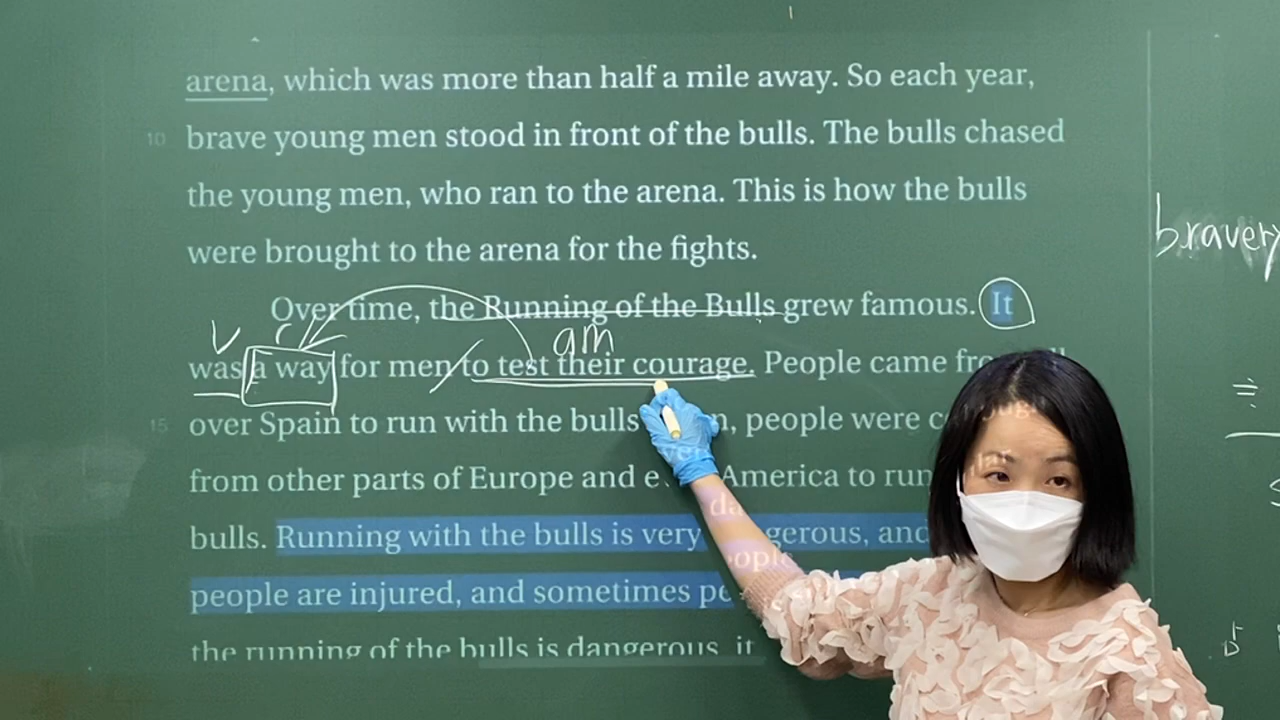 arena, which was more than half a mile away. So each year,
10 brave young men stood in front of the bulls. The bulls chased
the young men, who ran to the arena. This is how the bulls
were brought to the arena for the fights.
Over time, the Running of the Bulls grew famous. It
V
am
was a way for men to test their courage. People came
15 over Spain to run with the bulls people were
from other parts of Europe and America to run
bulls. Running with the bulls is very and
people are injured, and sometimes
the running of the bulls is dangerous, it
bravery